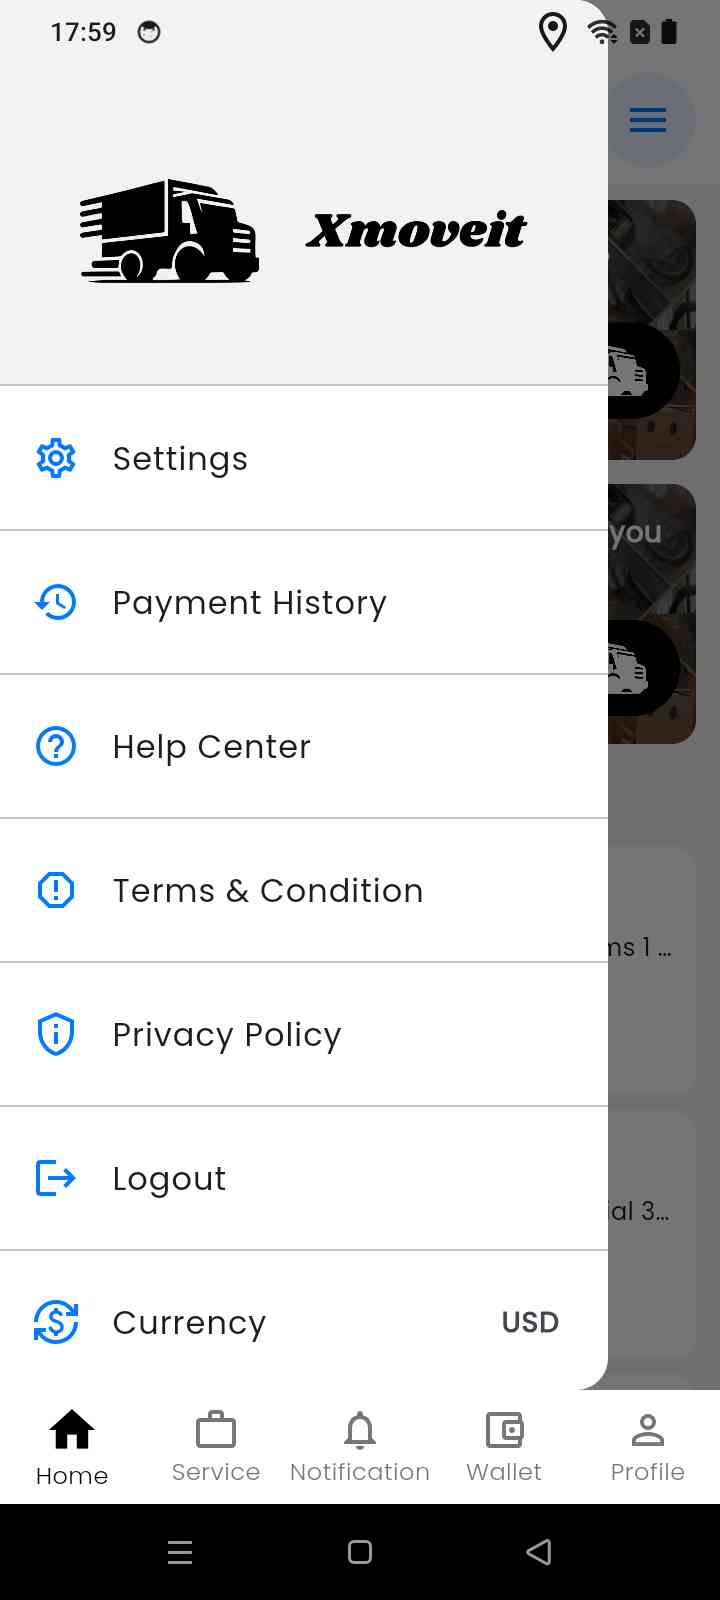 17:59
Xmoveit
Settings
you
Payment History
Help Center
Terms & Condition
ms 1 ...
Privacy Policy
Logout
ial 3...
Currency USD
Home Service Notification Wallet Profile